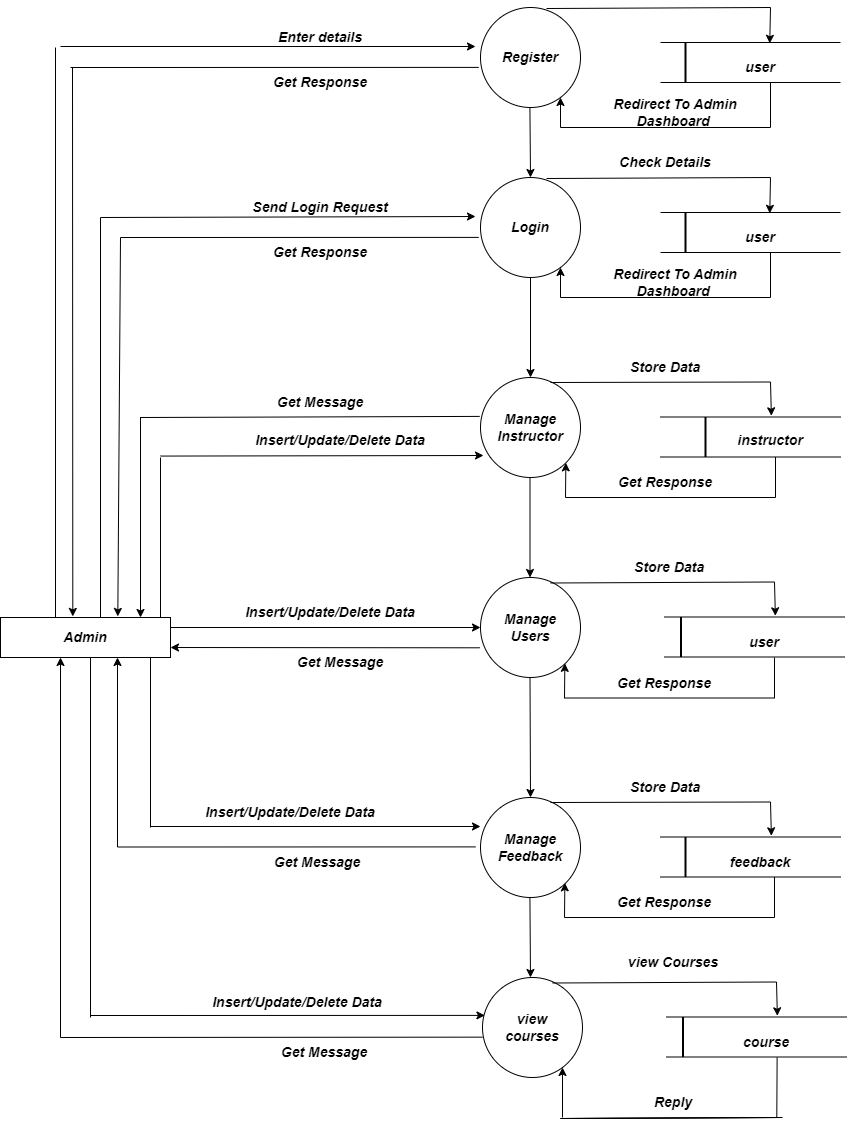 Enter details
Register
Get Response
user
Redirect To Admin
Dashboard
Check Details
Send Login Request
Login
Get Response
user
Redirect To Admin
Dashboard
Store Data
Get Message
Manage
Instructor
Insert/Update/Delete Data
instructor
Get Response
Store Data
Insert/Update/Delete Data
Manage
Users
Admin
user
Get Message
Get Response
Store Data
Insert/Update/Delete Data
Manage
Feedback
Get Message
feedback
Get Response
view Courses
Insert/Update/Delete Data
view
courses
Get Message
course
Reply